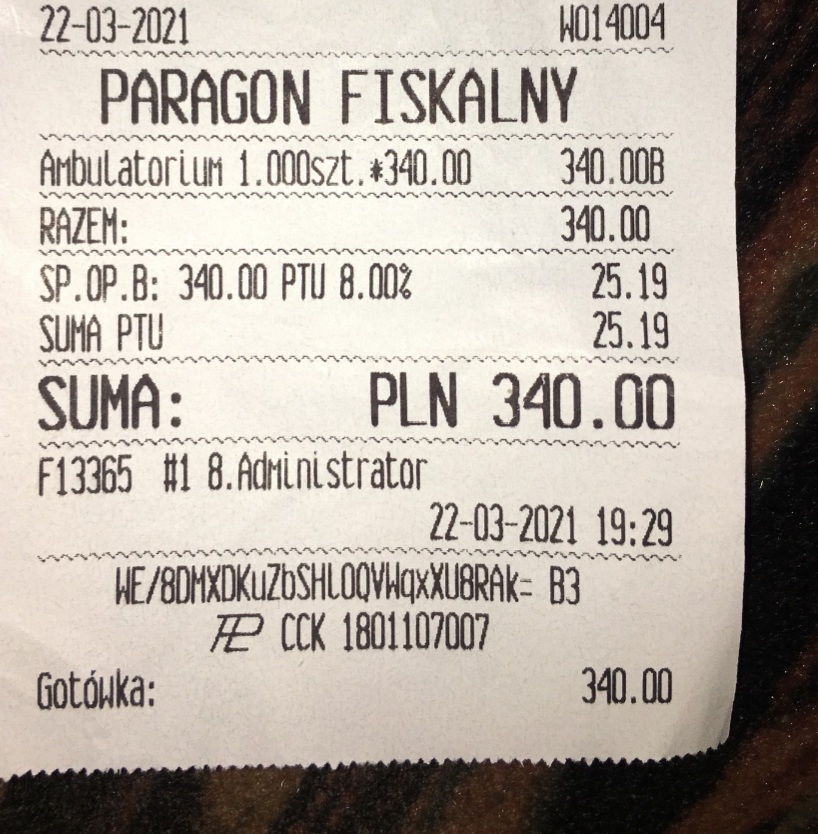 22-03-2021 W014004
PARAGON FISKALNY
Ambulatorium 1.000szt.*340.00 340.00B
RAZEM: 340.00
SP.OP.B: 340.00 PTU 8.00% 25.19
SUMA PTU 25.19
SUMA: PLN 340.00
F13365 #1 8.Administrator
22-03-2021 19:29
WE/8DMXDKuZbSHLOQVWqxXU8RAk= B3
CCK 1801107007
Gotówka: 340.00